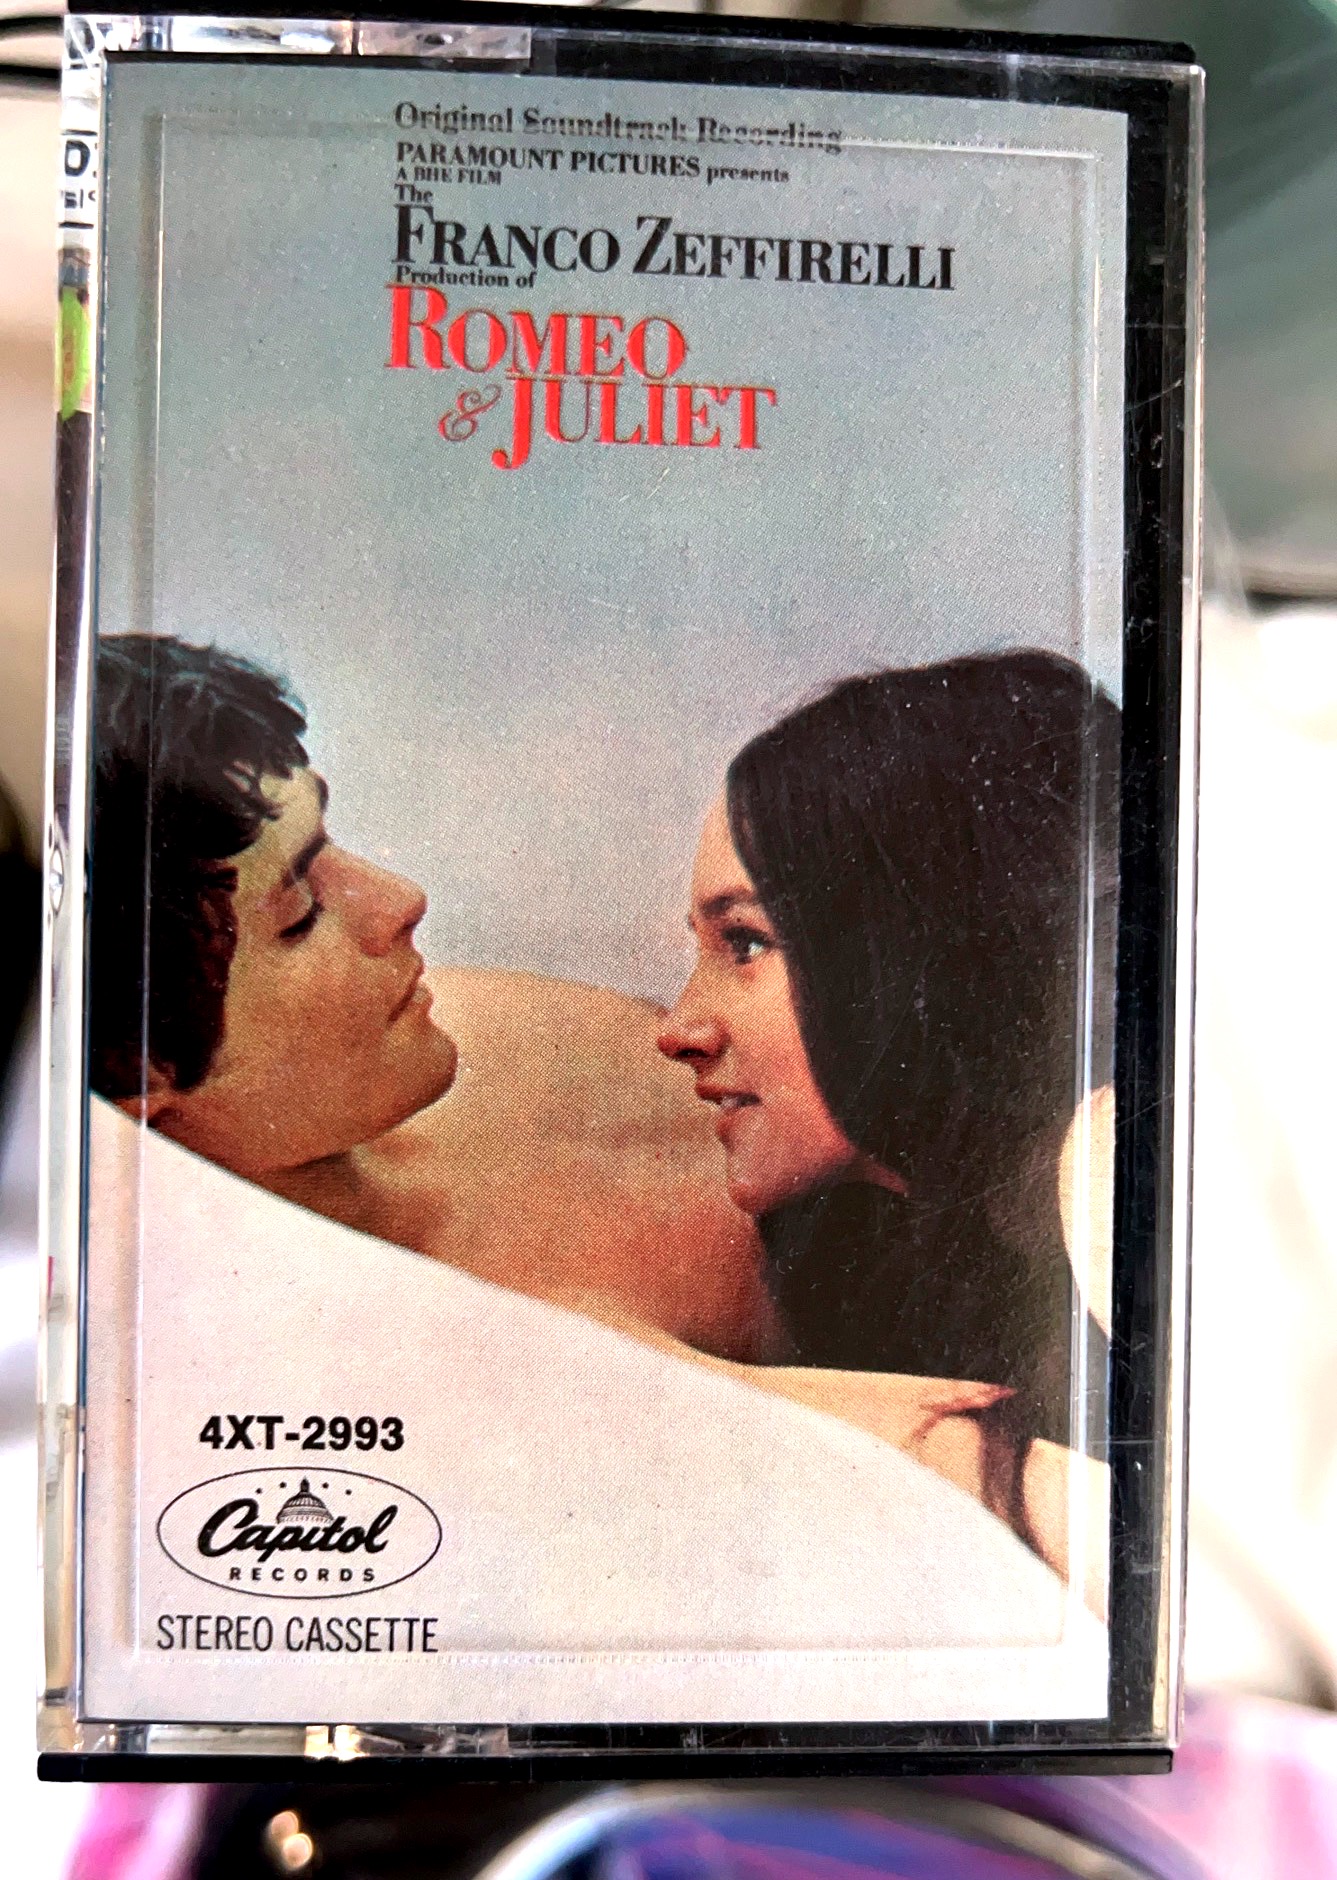 Original Soundtrack Recording
PARAMOUNT PICTURES presents
A BHE FILM
The
FRANCO ZEFFIRELLI
Production of
ROMEO
& JULIET
4XT-2993
Capitol
RECORDS
STEREO CASSETTE